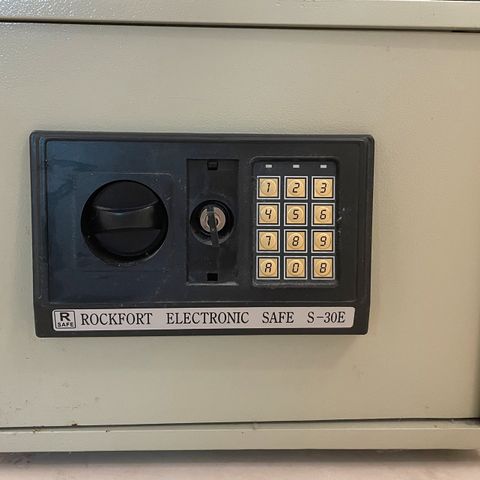 1 2 3
4 5 6
7 8 9
A 0 B
R SAFE
ROCKFORT ELECTRONIC SAFE S-30E